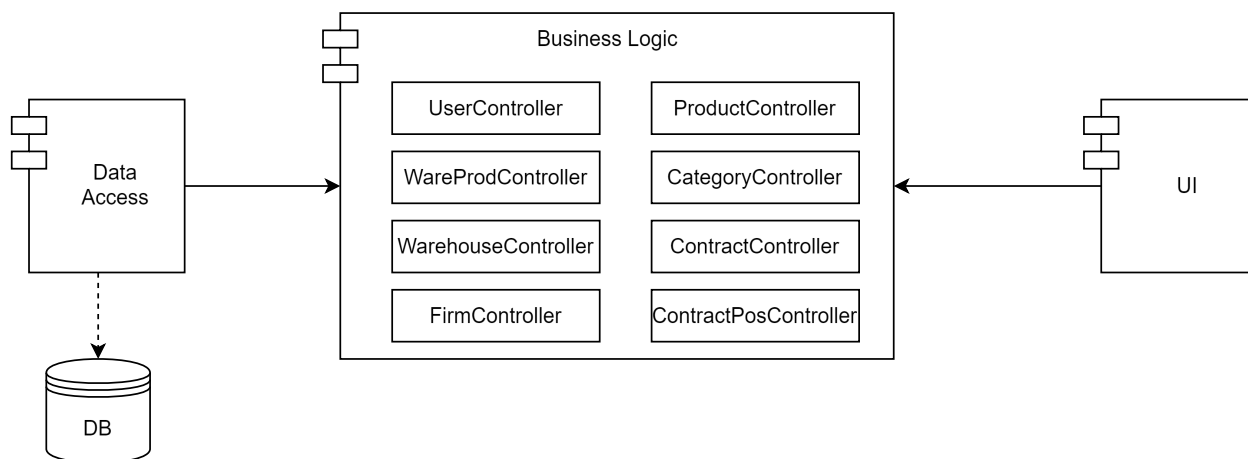 Business Logic
UserController
ProductController
Data
Access
WareProdController
CategoryController
UI
WarehouseController
ContractController
FirmController
ContractPosController
DB